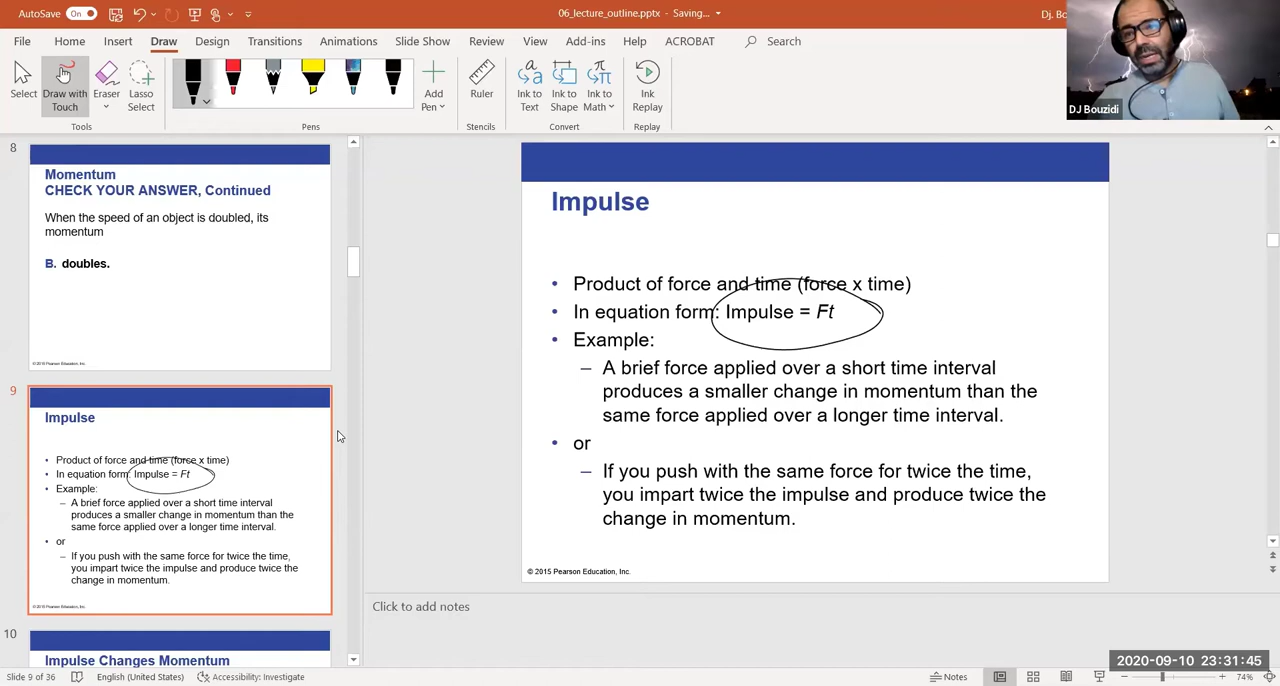 AutoSave On
06_lecture_outline.pptx - Saving...
Dj. Bo
File Home Insert Draw Design Transitions Animations Slide Show Review View Add-ins Help ACROBAT Search
Select
Draw with Touch
Eraser
Lasso Select
Add Pen
Ruler
Ink to Text
Ink to Shape
Ink to Math
Ink Replay
Tools
Pens
Stencils
Convert
Replay
DJ Bouzidi
8
Momentum
CHECK YOUR ANSWER, Continued
When the speed of an object is doubled, its
momentum
B. doubles.
© 2015 Pearson Education, Inc.
9
Impulse
• Product of force and time (force x time)
• In equation form: Impulse = Ft
• Example:
– A brief force applied over a short time interval
produces a smaller change in momentum than the
same force applied over a longer time interval.
• or
– If you push with the same force for twice the time,
you impart twice the impulse and produce twice the
change in momentum.
© 2015 Pearson Education, Inc.
10
Impulse Changes Momentum
Impulse
• Product of force and time (force x time)
• In equation form: Impulse = Ft
• Example:
– A brief force applied over a short time interval
produces a smaller change in momentum than the
same force applied over a longer time interval.
• or
– If you push with the same force for twice the time,
you impart twice the impulse and produce twice the
change in momentum.
© 2015 Pearson Education, Inc.
Click to add notes
2020-09-10 23:31:45
Slide 9 of 36
English (United States)
Accessibility: Investigate
Notes
74%